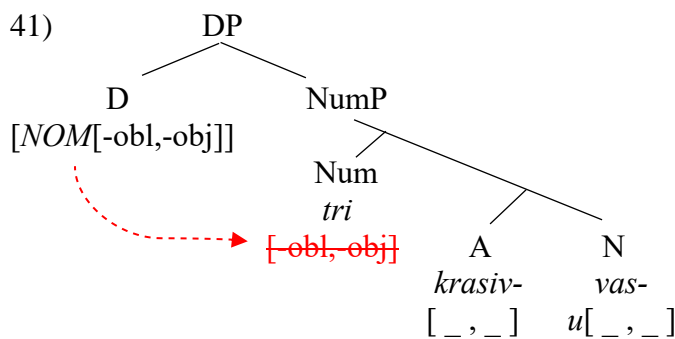 41) DP
D NumP
[NOM[-obl,-obj]]
Num
tri
[-obl,-obj] A N
krasiv- vas-
[ _ , _ ] u[ _ , _ ]